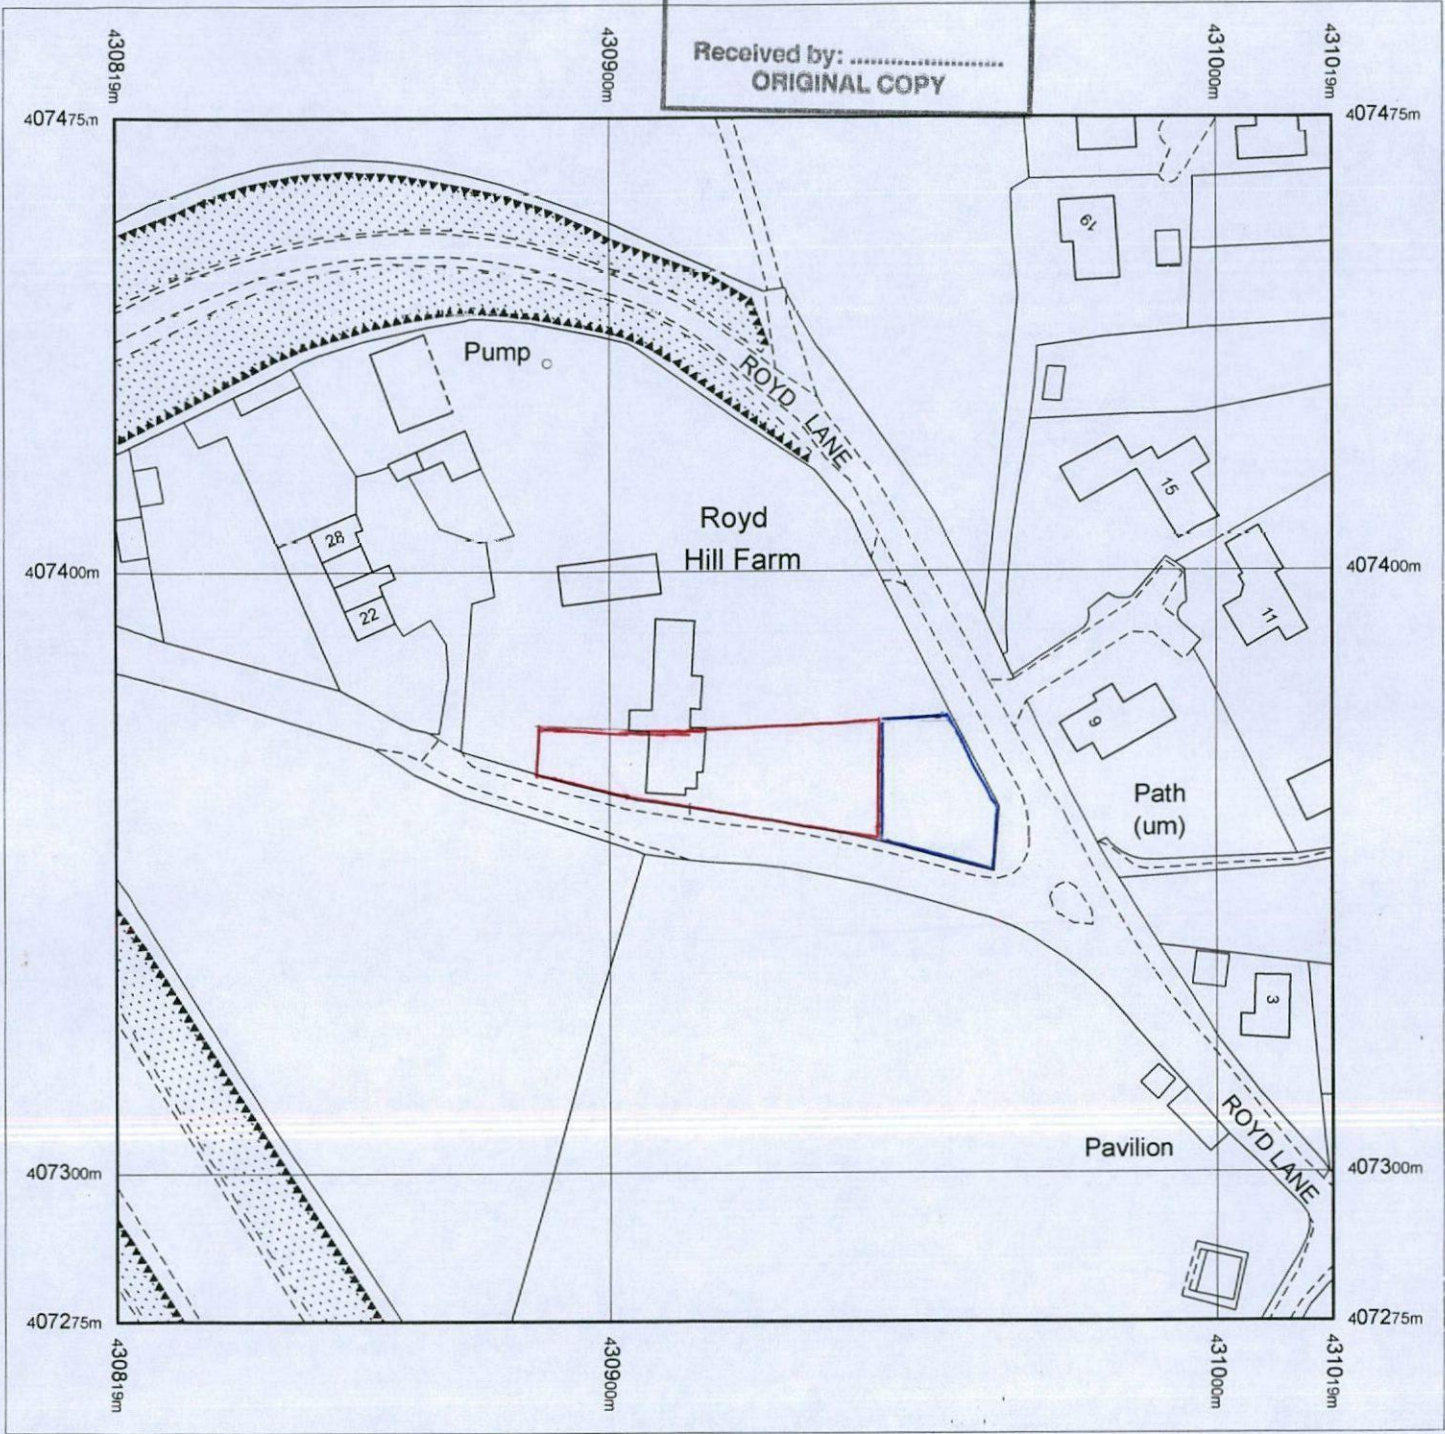 Received by: ........................
ORIGINAL COPY
430819m
430900m
431000m
431019m
407475m
407475m
19
Pump
ROYD LANE
15
Royd
Hill Farm
28
407400m
407400m
22
11
9
Path
(um)
3
ROYD LANE
Pavilion
407300m
407300m
407275m
407275m
430819m
430900m
431000m
431019m